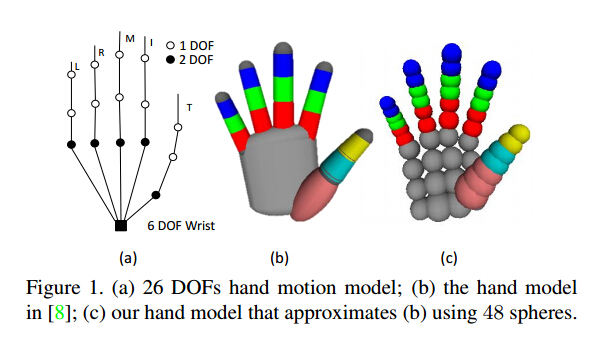 M
I
R
L
T
1 DOF
2 DOF
6 DOF Wrist
(a)
(b)
(c)
Figure 1. (a) 26 DOFs hand motion model; (b) the hand model
in [8]; (c) our hand model that approximates (b) using 48 spheres.